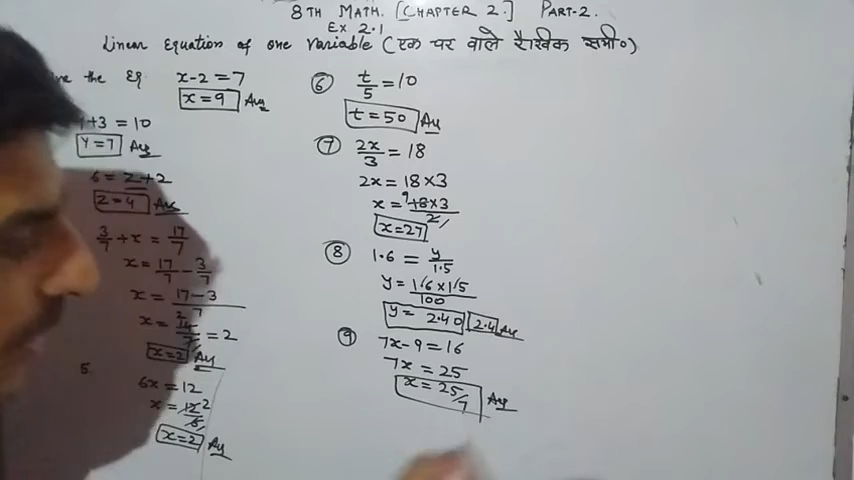 8TH MATH. [CHAPTER 2.] PART-2.
Ex 2.1
Linear Equation of one Variable (एक चर वाले रैखिक समी०)
the Eq x-2 = 7
x = 9 Ans
+3 = 10
Y = 7 Ans
6 = z + 2
z = 4 Ans
3/7 + x = 17/7
x = 17/7 - 3/7
x = 17-3/7
x = 14/7 = 2
x = 2 Ans
5.
6x = 12
x = 12/6 2
x = 2 Ans
6 t/5 = 10
t = 50 Ans
7 2x/3 = 18
2x = 18×3
x = 18×3/2 9
x = 27
8 1.6 = y/1.5
y = 16×15/100
y = 2.40 2.4 Ans
9 7x-9 = 16
7x = 25
x = 25/7 Ans